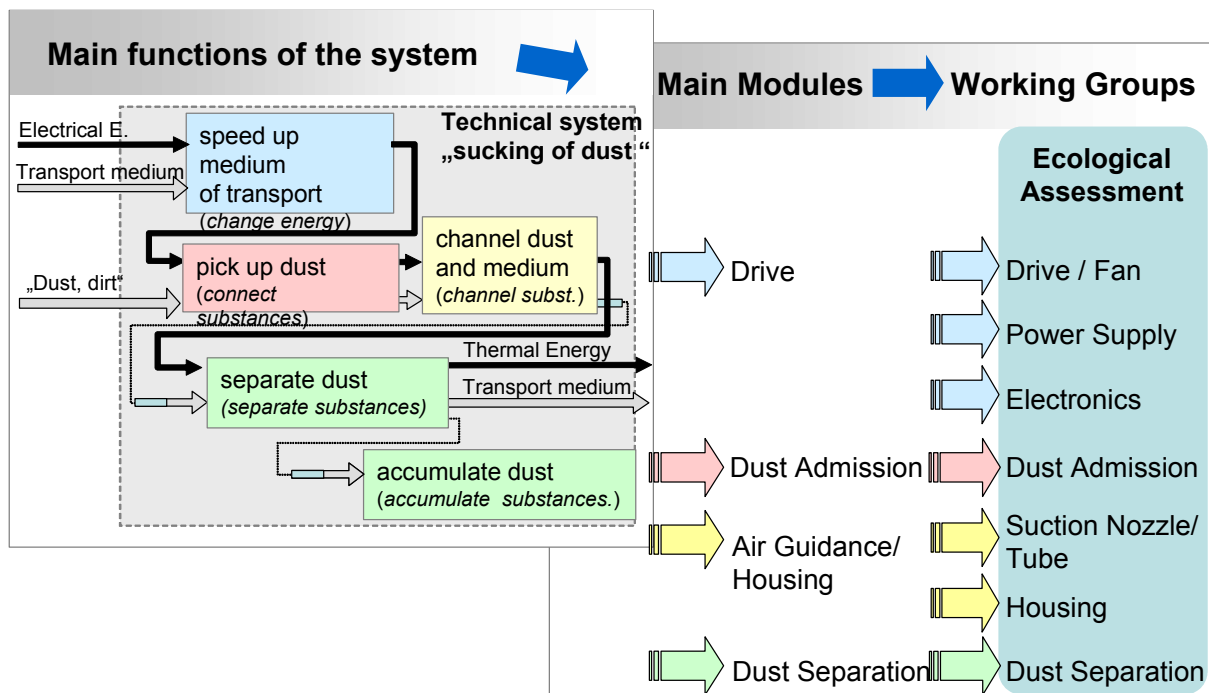 Main functions of the system
Main Modules
Working Groups
Technical system
„sucking of dust “
Electrical E.
Transport medium
speed up
medium
of transport
(change energy)
„Dust, dirt“
pick up dust
(connect
substances)
channel dust
and medium
(channel subst.)
Thermal Energy
Transport medium
separate dust
(separate substances)
accumulate dust
(accumulate substances.)
Drive
Dust Admission
Air Guidance/
Housing
Dust Separation
Ecological
Assessment
Drive / Fan
Power Supply
Electronics
Dust Admission
Suction Nozzle/
Tube
Housing
Dust Separation